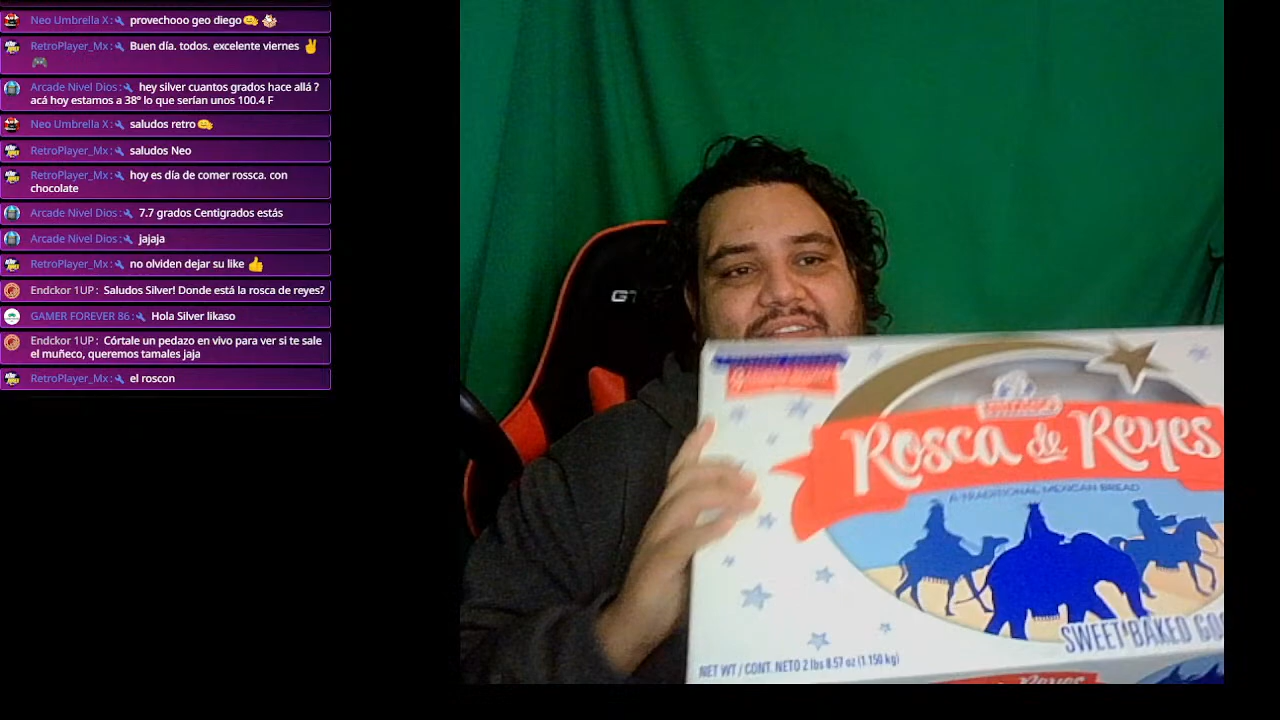 Neo Umbrella X: provechooo geo diego
RetroPlayer_Mx: Buen día. todos. excelente viernes ✌
🎮
Arcade Nivel Dios: hey silver cuantos grados hace allá ?
acá hoy estamos a 38° lo que serían unos 100.4 F
Neo Umbrella X: saludos retro
RetroPlayer_Mx: saludos Neo
RetroPlayer_Mx: hoy es día de comer rossca. con
chocolate
Arcade Nivel Dios: 7.7 grados Centigrados estás
Arcade Nivel Dios: jajaja
RetroPlayer_Mx: no olviden dejar su like 👍
Endckor 1UP: Saludos Silver! Donde está la rosca de reyes?
GAMER FOREVER 86: Hola Silver likaso
Endckor 1UP: Córtale un pedazo en vivo para ver si te sale
el muñeco, queremos tamales jaja
RetroPlayer_Mx: el roscon
GT
Rosca de Reyes
A TRADITIONAL MEXICAN BREAD
SWEET BAKED
NET WT / CONT. NETO 2 lbs 8.57 oz (1.150 kg)
Reyes